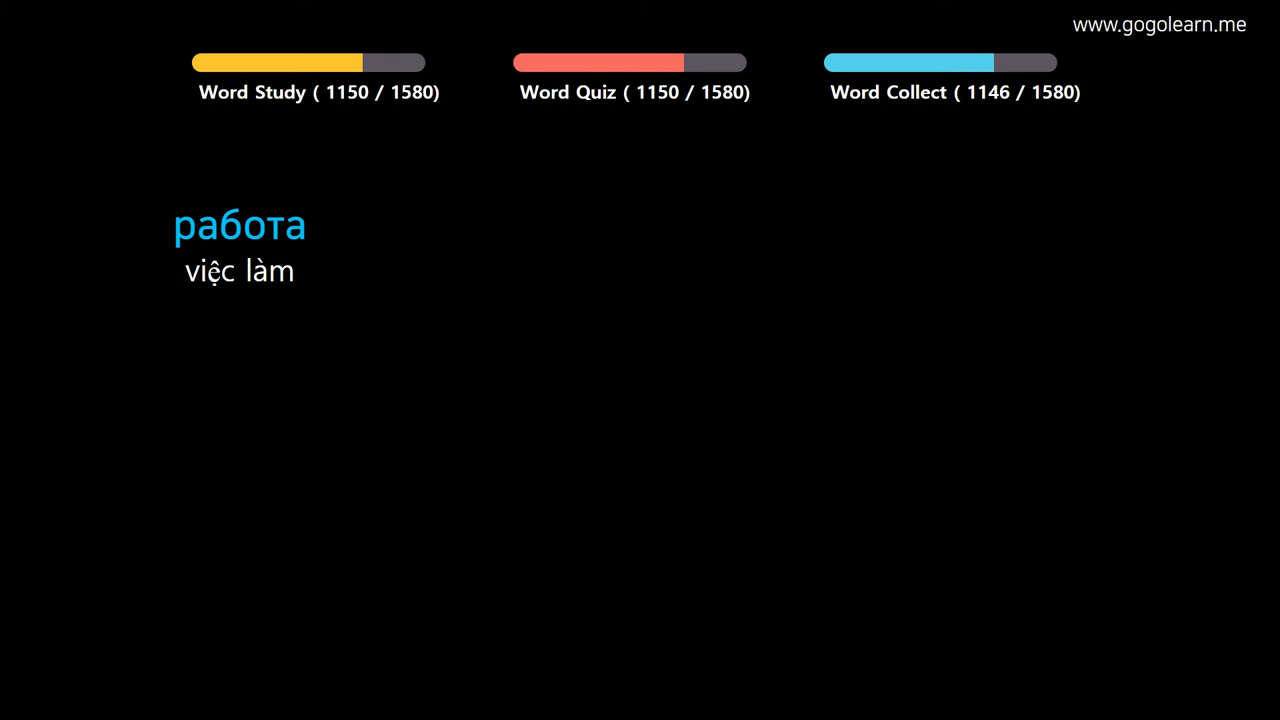 www.gogolearn.me
Word Study ( 1150 / 1580)
Word Quiz ( 1150 / 1580)
Word Collect ( 1146 / 1580)
работа
việc làm